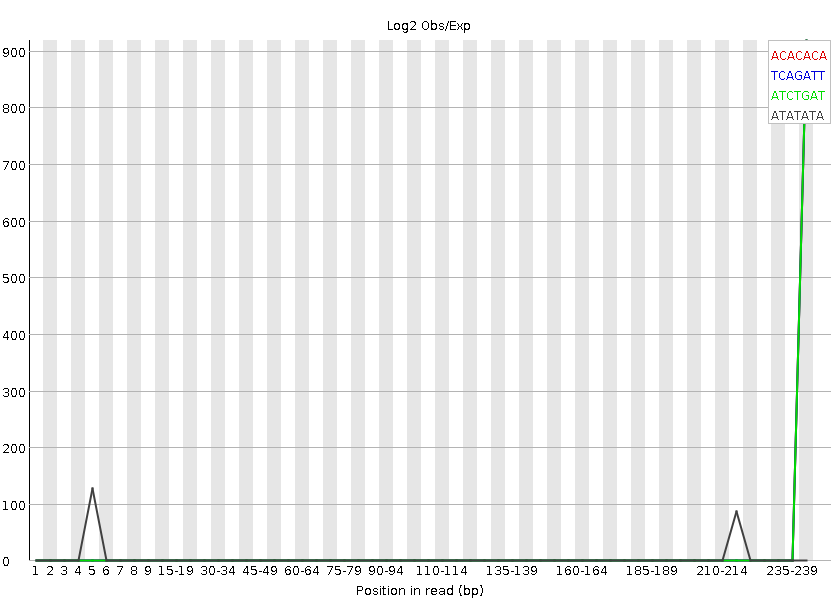 Log2 Obs/Exp
900
800
700
600
500
400
300
200
100
0
ACACACA
TCAGATT
ATCTGAT
ATATATA
1 2 3 4 5 6 7 8 9 15-19 30-34 45-49 60-64 75-79 90-94 110-114 135-139 160-164 185-189 210-214 235-239
Position in read (bp)